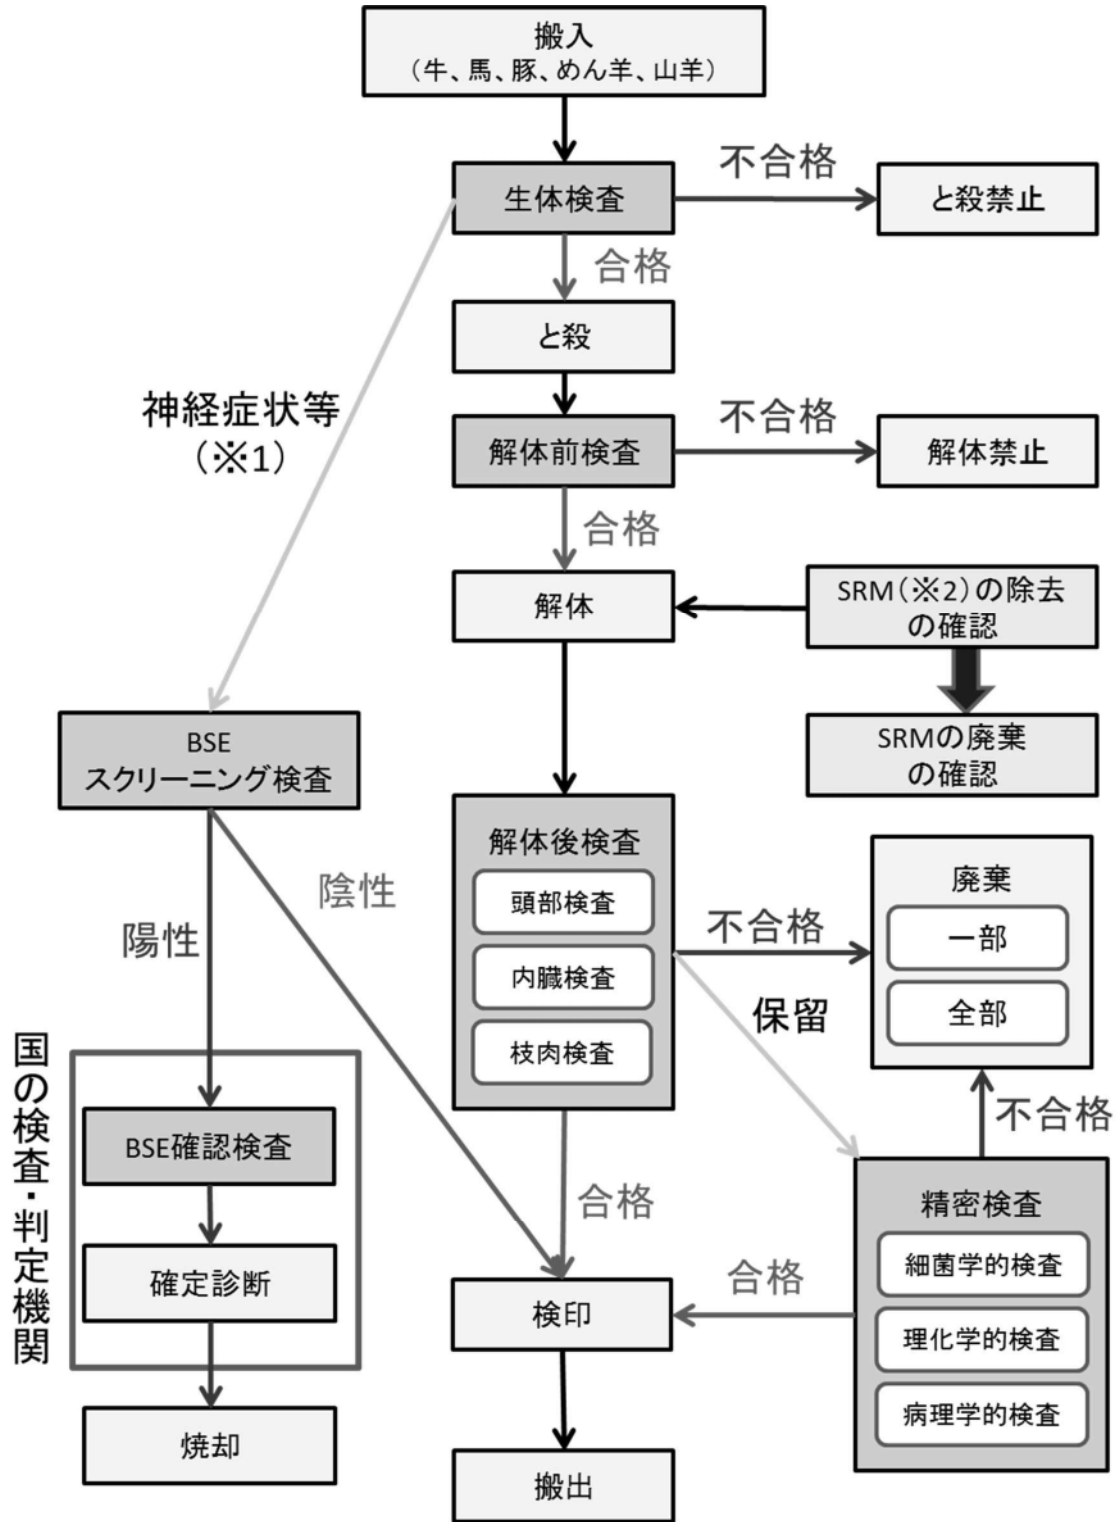 搬入
（牛、馬、豚、めん羊、山羊）
生体検査
不合格
と殺禁止
合格
と殺
神経症状等
（※1）
解体前検査
不合格
解体禁止
合格
解体
SRM（※2）の除去
の確認
SRMの廃棄
の確認
BSE
スクリーニング検査
解体後検査
頭部検査
内臓検査
枝肉検査
陰性
陽性
不合格
廃棄
一部
全部
保留
国の検査・判定機関
BSE確認検査
確定診断
焼却
合格
不合格
精密検査
細菌学的検査
理化学的検査
病理学的検査
合格
検印
搬出